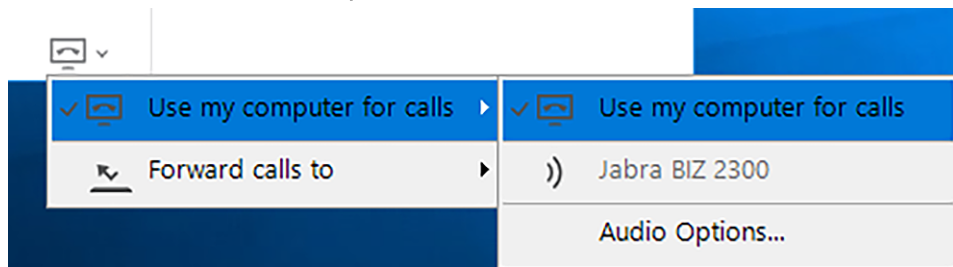 Use my computer for calls
Forward calls to
Use my computer for calls
Jabra BIZ 2300
Audio Options...